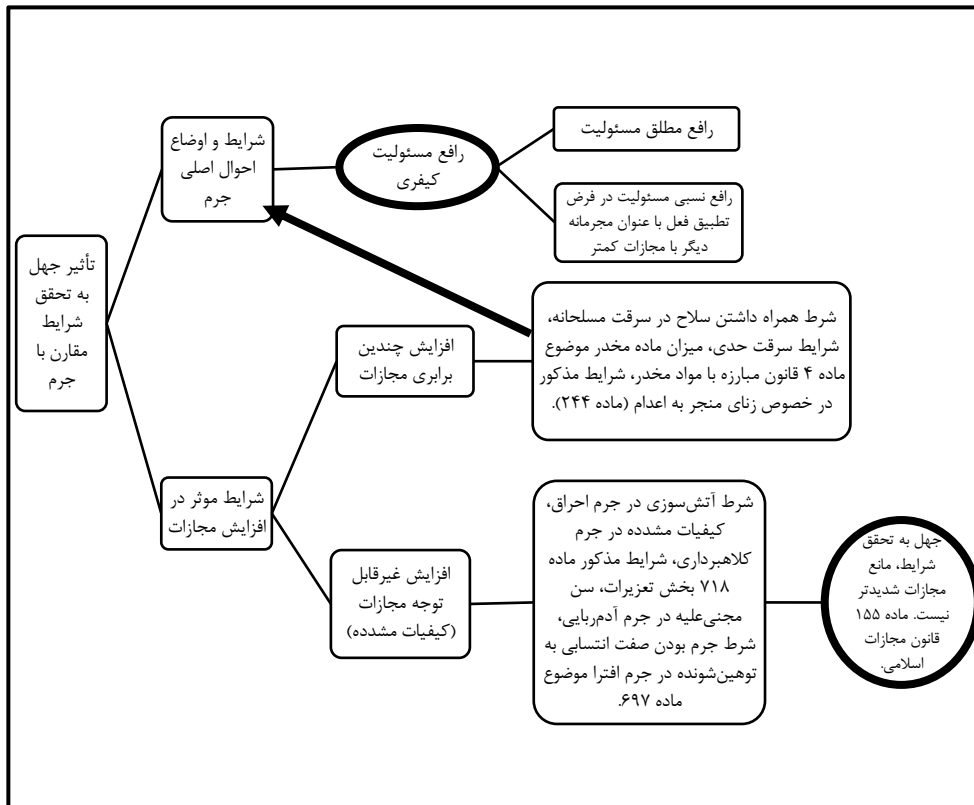 تأثیر جهل
به تحقق
شرایط
مقارن با
جرم
شرایط و اوضاع
احوال اصلی
جرم
رافع مسئولیت
کیفری
رافع مطلق مسئولیت
رافع نسبی مسئولیت در فرض
تطبیق فعل با عنوان مجرمانه
دیگر با مجازات کمتر
شرایط موثر در
افزایش مجازات
افزایش چندین
برابری مجازات
شرط همراه داشتن سلاح در سرقت مسلحانه،
شرایط سرقت حدی، میزان ماده مخدر موضوع
ماده ۴ قانون مبارزه با مواد مخدر، شرایط مذکور
در خصوص زنای منجر به اعدام (ماده ۲۴۴).
افزایش غیرقابل
توجه مجازات
(کیفیات مشدده)
شرط آتش‌سوزی در جرم احراق،
کیفیات مشدده در جرم
کلاهبرداری، شرایط مذکور ماده
۷۱۸ بخش تعزیرات، سن
مجنی‌علیه در جرم آدم‌ربایی،
شرط جرم بودن صفت انتسابی به
توهین‌شونده در جرم افترا موضوع
ماده ۶۹۷.
جهل به تحقق
شرایط، مانع
مجازات شدیدتر
نیست. ماده ۱۵۵
قانون مجازات
اسلامی.